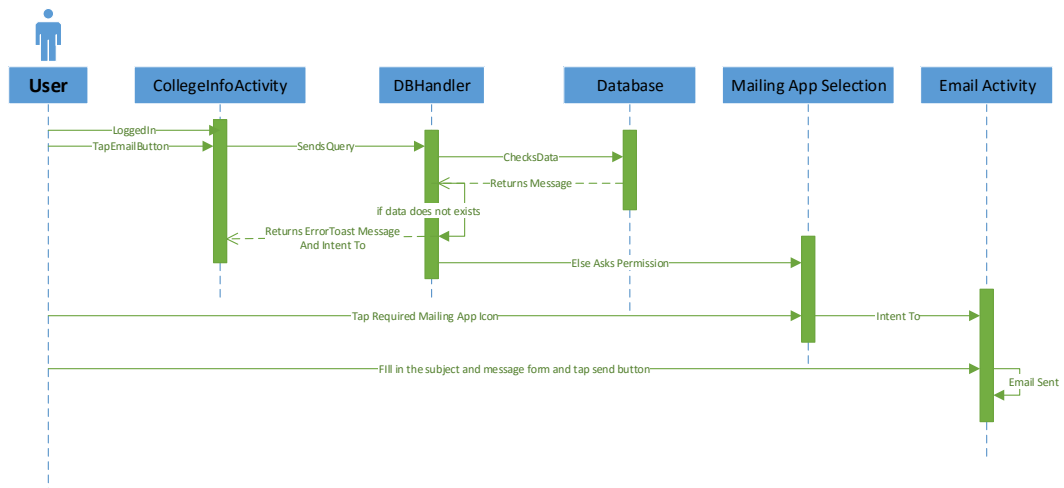 User
CollegeInfoActivity
DBHandler
Database
Mailing App Selection
Email Activity
LoggedIn
TapEmailButton
SendsQuery
ChecksData
Returns Message
if data does not exists
Returns ErrorToast Message
And Intent To
Else Asks Permission
Tap Required Mailing App Icon
Intent To
FIll in the subject and message form and tap send button
Email Sent